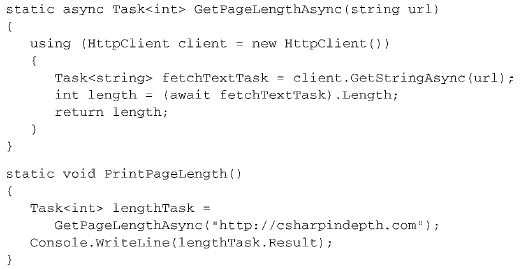 static async Task<int> GetPageLengthAsync(string url)
{
using (HttpClient client = new HttpClient())
{
Task<string> fetchTextTask = client.GetStringAsync(url);
int length = (await fetchTextTask).Length;
return length;
}
}
static void PrintPageLength()
{
Task<int> lengthTask =
GetPageLengthAsync("http://csharpindepth.com");
Console.WriteLine(lengthTask.Result);
}